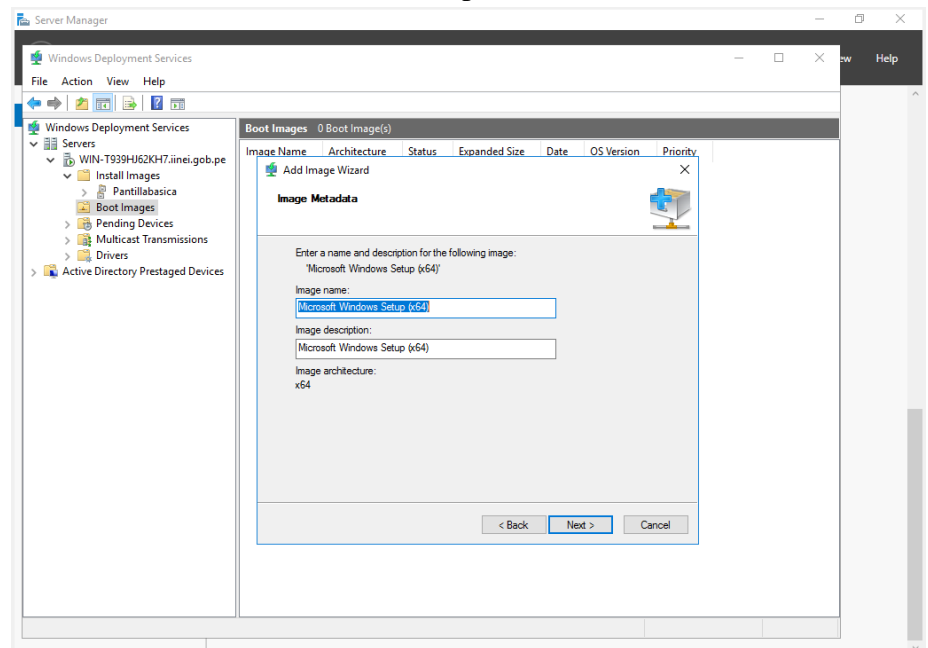 Server Manager
Windows Deployment Services
ew Help
File Action View Help
Windows Deployment Services
Servers
WIN-T939HJ62KH7.iinei.gob.pe
Install Images
Pantillabasica
Boot Images
Pending Devices
Multicast Transmissions
Drivers
Active Directory Prestaged Devices
Boot Images 0 Boot Image(s)
Image Name Architecture Status Expanded Size Date OS Version Priority
Add Image Wizard
Image Metadata
Enter a name and description for the following image:
'Microsoft Windows Setup (x64)'
Image name:
Microsoft Windows Setup (x64)
Image description:
Microsoft Windows Setup (x64)
Image architecture:
x64
< Back Next > Cancel